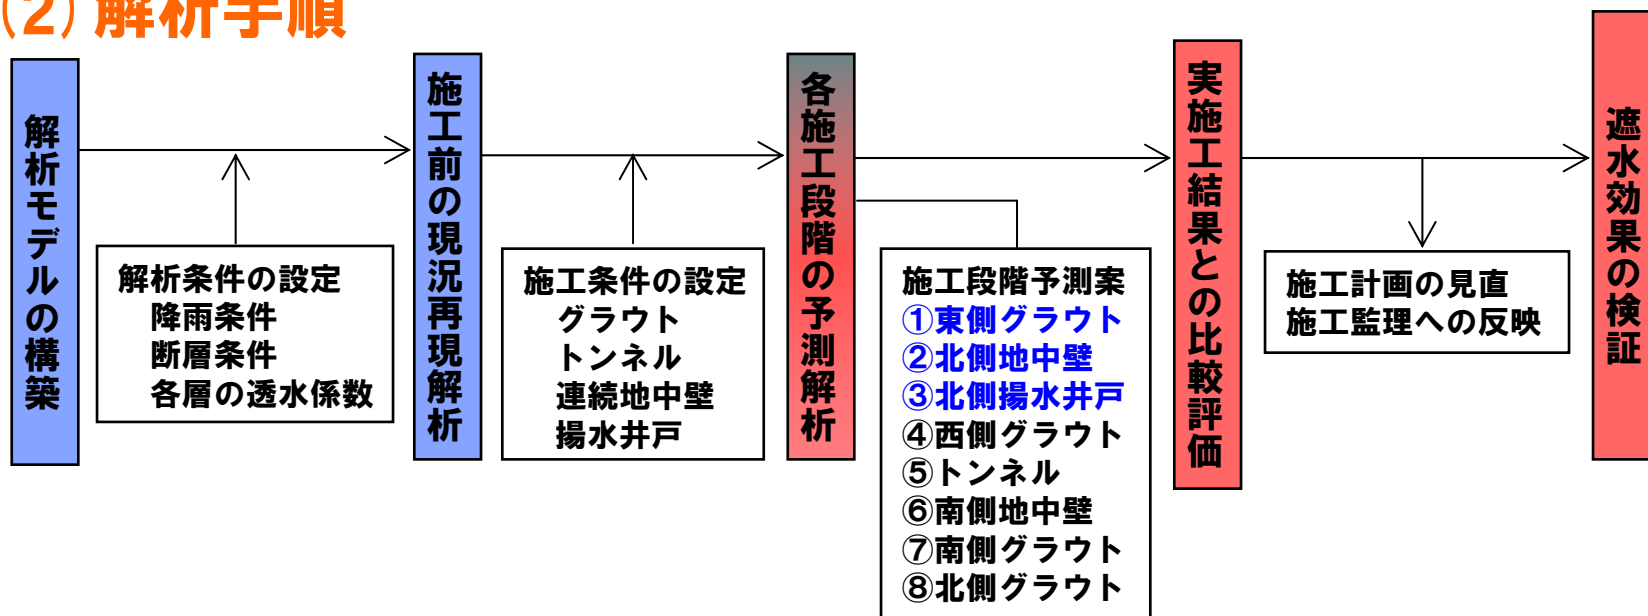 (2) 解析手順
解析モデルの構築
解析条件の設定
降雨条件
断層条件
各層の透水係数
施工前の現況再現解析
施工条件の設定
グラウト
トンネル
連続地中壁
揚水井戸
各施工段階の予測解析
施工段階予測案
①東側グラウト
②北側地中壁
③北側揚水井戸
④西側グラウト
⑤トンネル
⑥南側地中壁
⑦南側グラウト
⑧北側グラウト
実施工結果との比較評価
施工計画の見直
施工監理への反映
遮水効果の検証